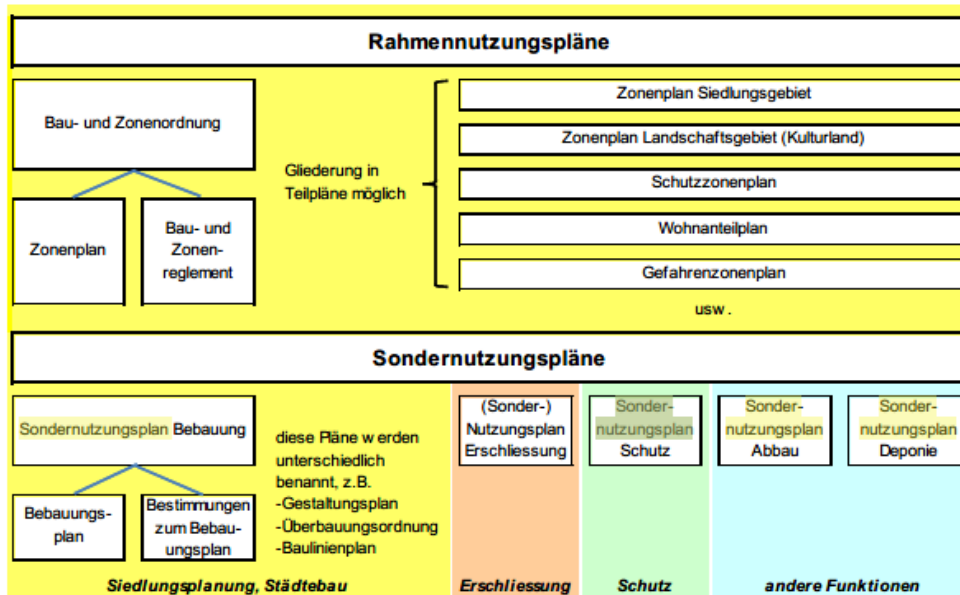 Rahmennutzungspläne
Bau- und Zonenordnung
Zonenplan
Bau- und
Zonen-
reglement
Gliederung in
Teilpläne möglich
Zonenplan Siedlungsgebiet
Zonenplan Landschaftsgebiet (Kulturland)
Schutzzonenplan
Wohnanteilplan
Gefahrenzonenplan
usw.
Sondernutzungspläne
Sondernutzungsplan Bebauung
Bebauungs-
plan
Bestimmungen
zum Bebau-
ungsplan
diese Pläne werden
unterschiedlich
benannt, z.B.
-Gestaltungsplan
-Überbauungsordnung
-Baulinienplan
(Sonder-)
Nutzungsplan
Erschliessung
Sonder-
nutzungsplan
Schutz
Sonder-
nutzungsplan
Abbau
Sonder-
nutzungsplan
Deponie
Siedlungsplanung, Städtebau
Erschliessung
Schutz
andere Funktionen